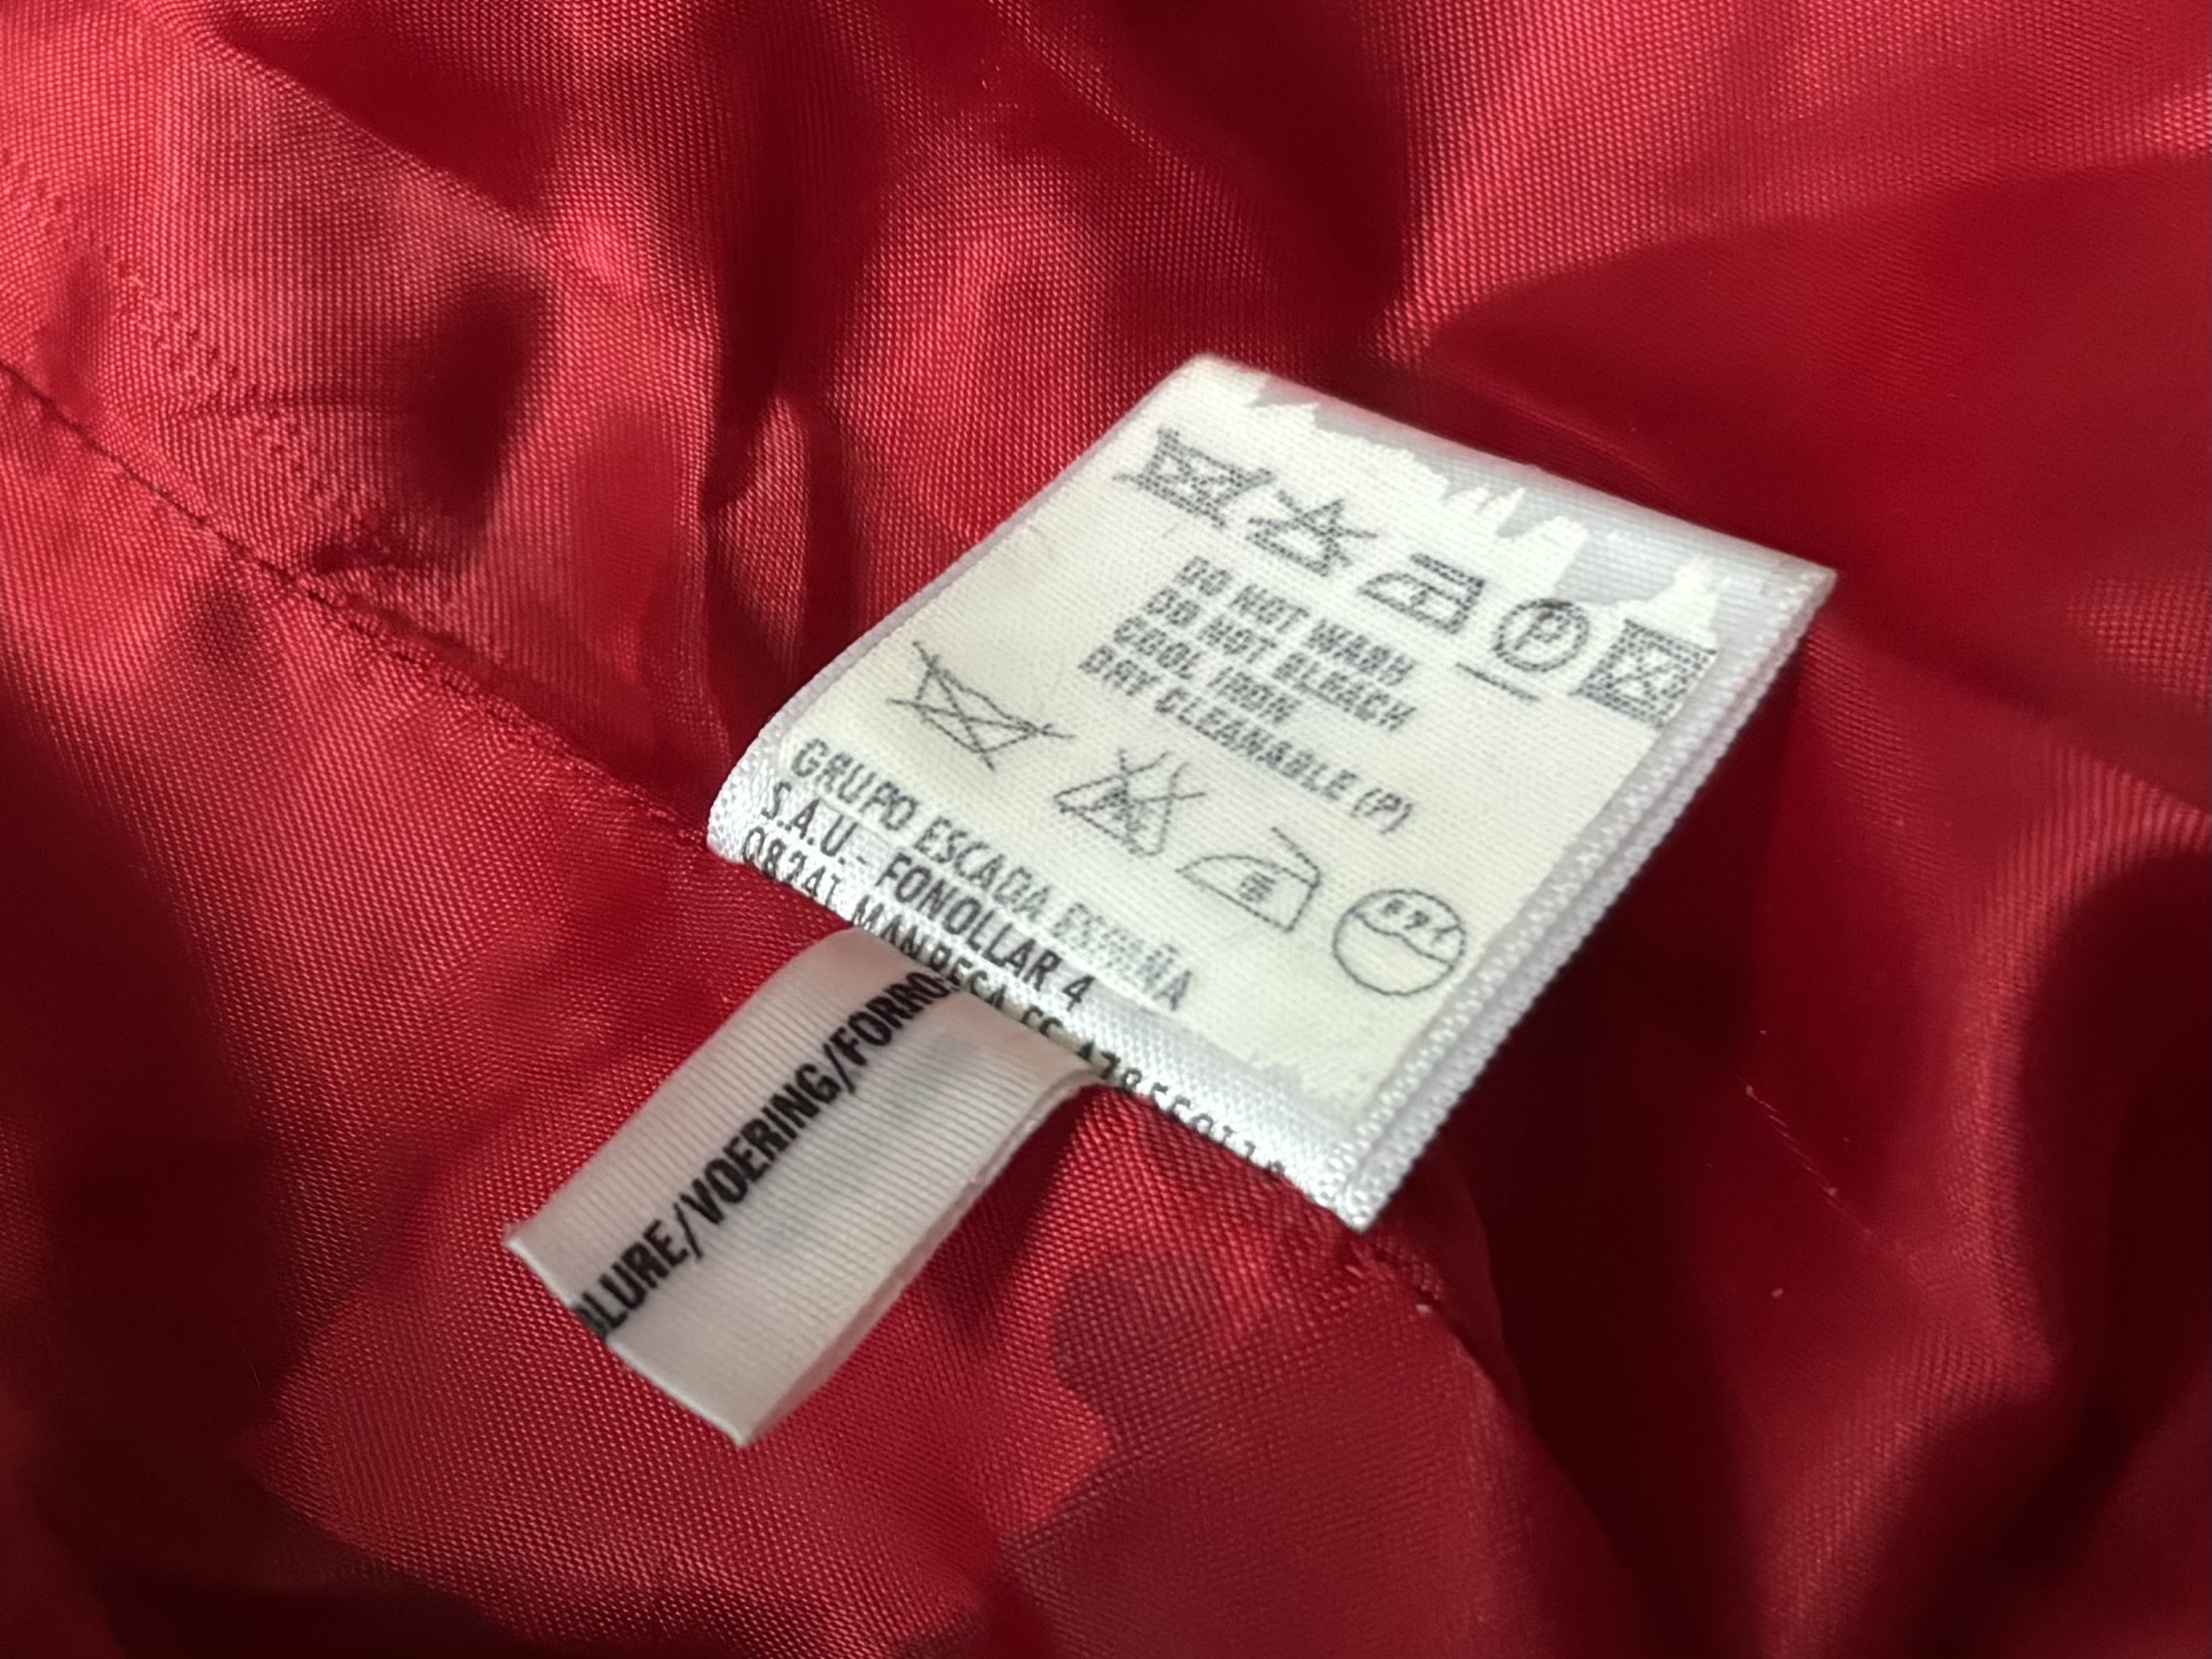 P
DO NOT WASH
DO NOT BLEACH
COOL IRON
DRY CLEANABLE (P)
GRUPO ESCADA ESPAÑA
S.A.U.- FONOLLAR 4
08241 MANRESA ES
LURE/VOERING/FORRO